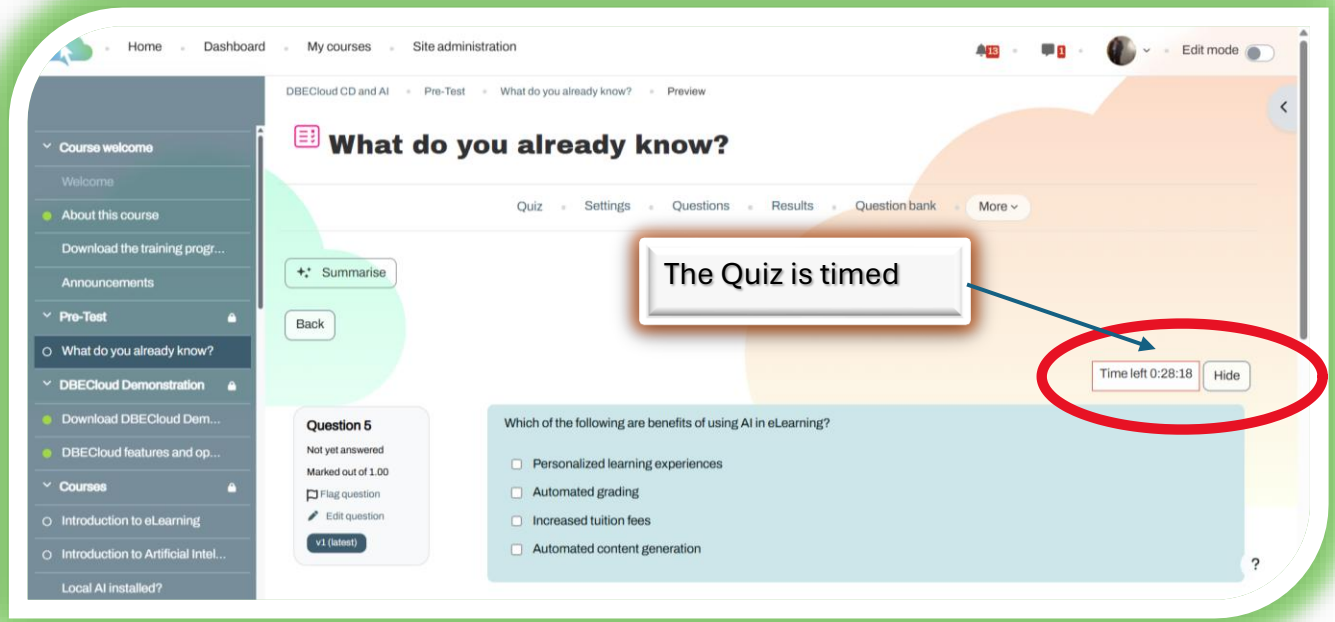 Home Dashboard My courses Site administration 13 1 Edit mode
DBECloud CD and AI Pre-Test What do you already know? Preview
What do you already know?
Quiz Settings Questions Results Question bank More
Course welcome
Welcome
About this course
Download the training progr...
Announcements
Pre-Test
What do you already know?
DBECloud Demonstration
Download DBECloud Dem...
DBECloud features and op...
Courses
Introduction to eLearning
Introduction to Artificial Intel...
Local AI installed?
Summarise
Back
The Quiz is timed
Time left 0:28:18 Hide
Question 5
Not yet answered
Marked out of 1.00
Flag question
Edit question
v1 (latest)
Which of the following are benefits of using AI in eLearning?
Personalized learning experiences
Automated grading
Increased tuition fees
Automated content generation
?